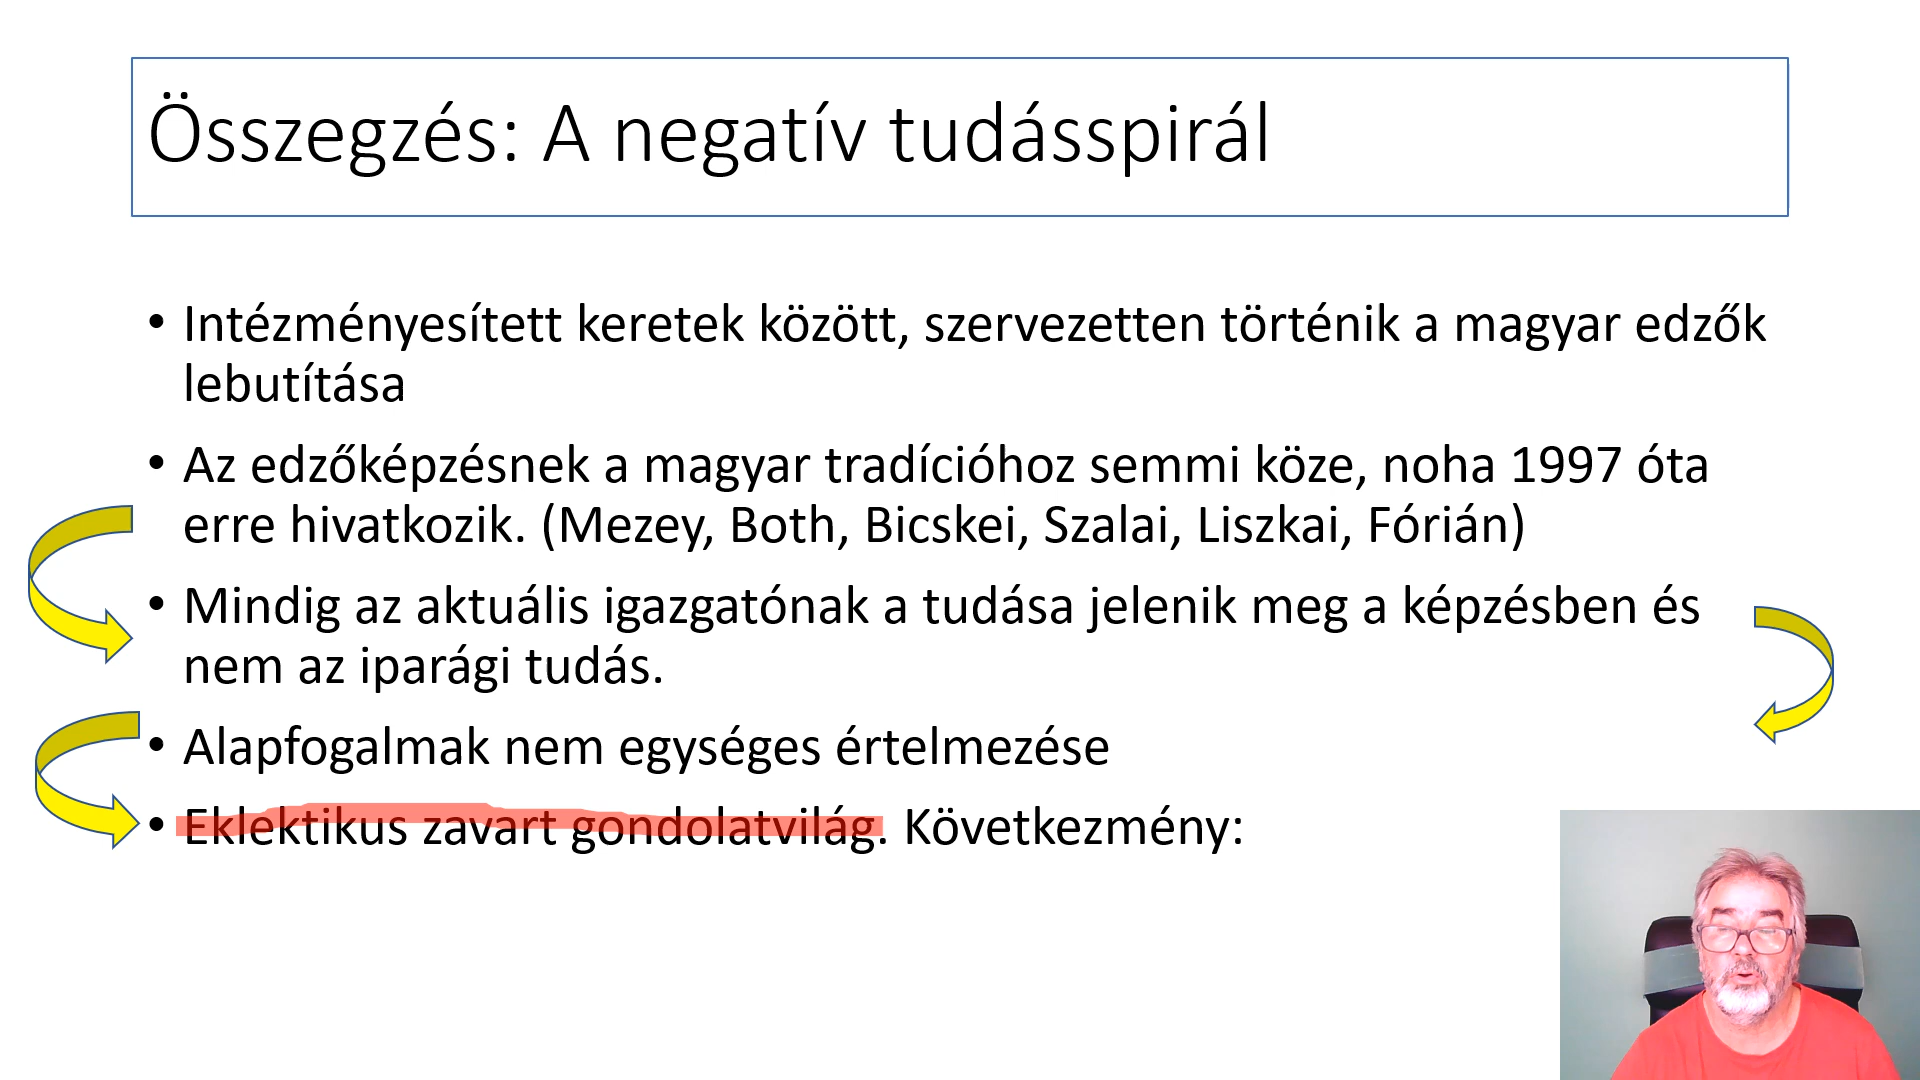 Összegzés: A negatív tudásspirál
• Intézményesített keretek között, szervezetten történik a magyar edzők
lebutítása
• Az edzőképzésnek a magyar tradícióhoz semmi köze, noha 1997 óta
erre hivatkozik. (Mezey, Both, Bicskei, Szalai, Liszkai, Fórián)
• Mindig az aktuális igazgatónak a tudása jelenik meg a képzésben és
nem az iparági tudás.
• Alapfogalmak nem egységes értelmezése
• Eklektikus zavart gondolatvilág. Következmény: